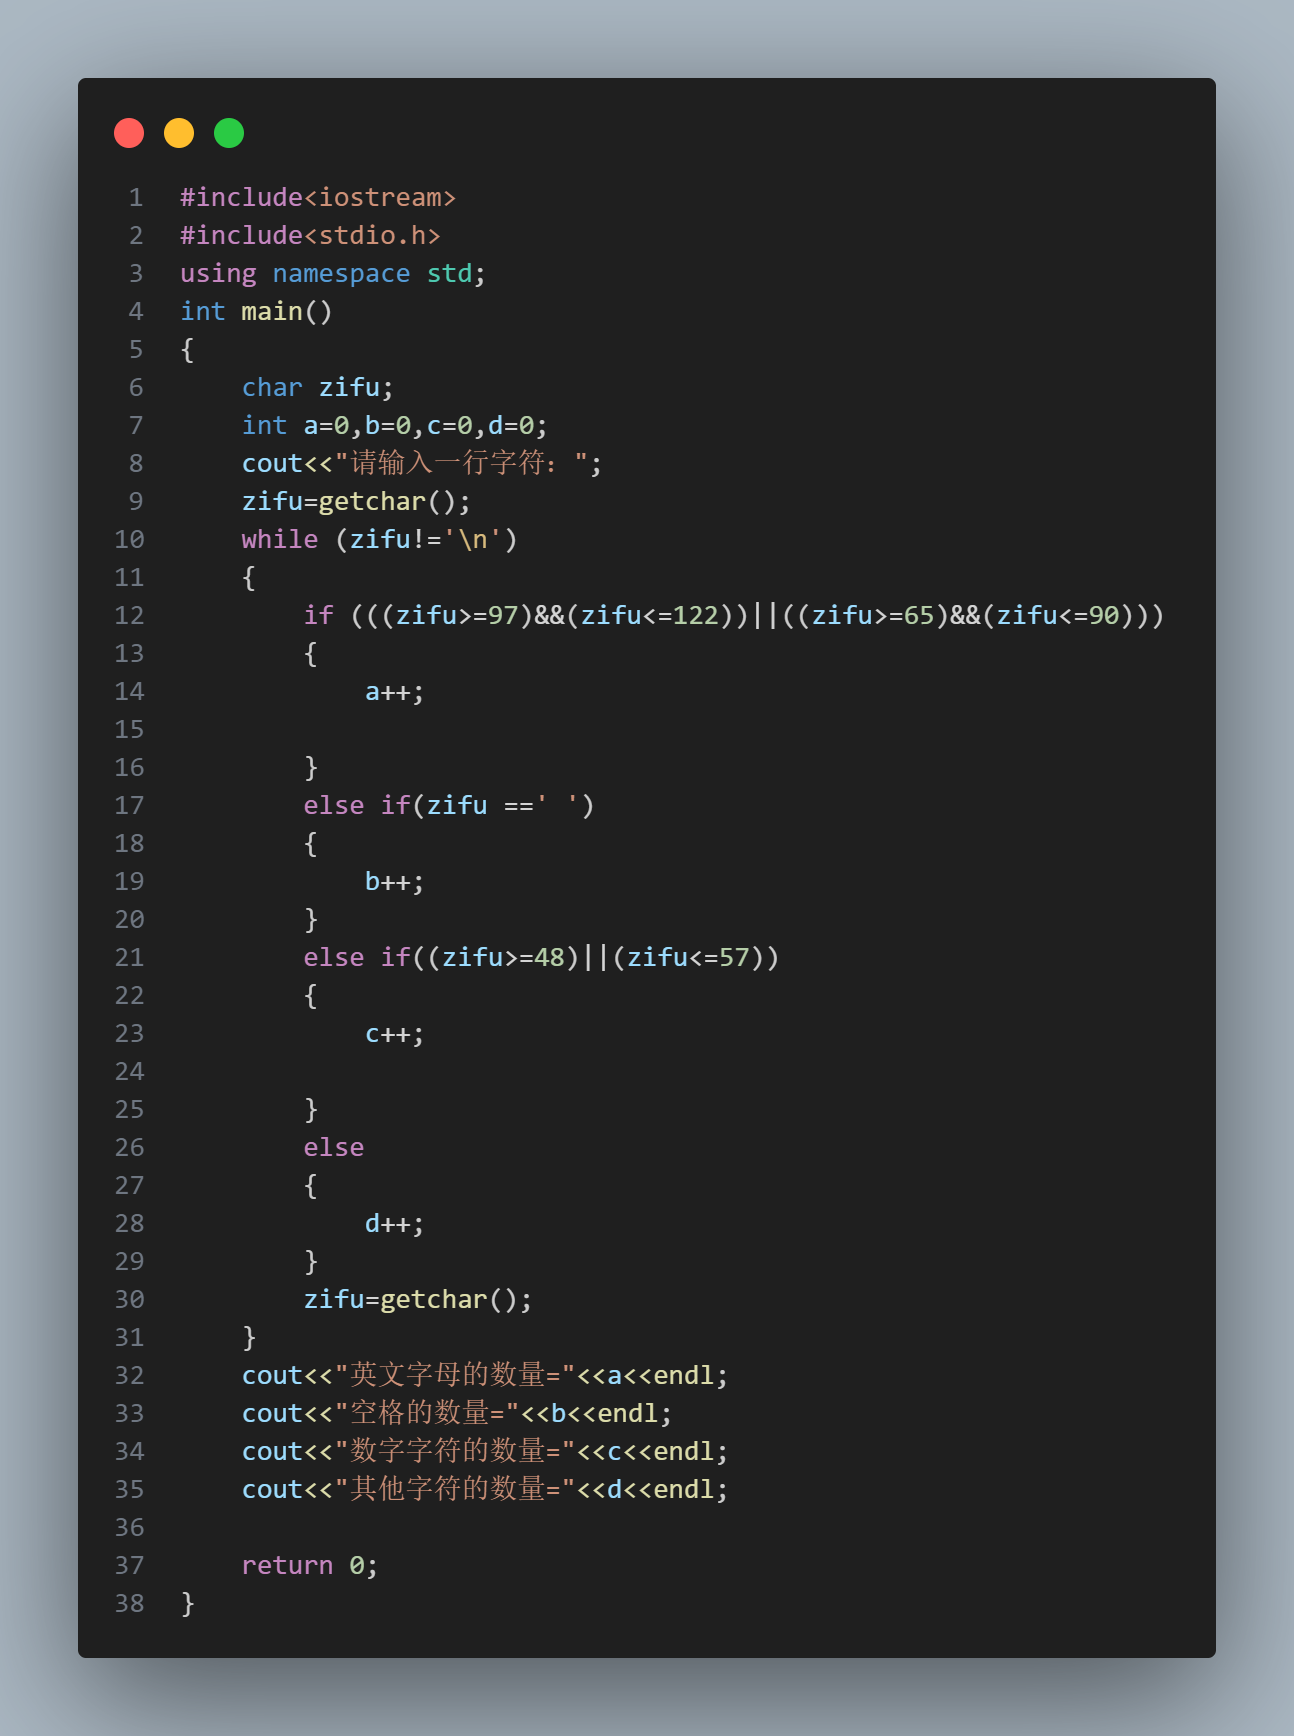 1 #include<iostream>
2 #include<stdio.h>
3 using namespace std;
4 int main()
5 {
6     char zifu;
7     int a=0,b=0,c=0,d=0;
8     cout<<"请输入一行字符：";
9     zifu=getchar();
10     while (zifu!='\n')
11     {
12         if (((zifu>=97)&&(zifu<=122))||((zifu>=65)&&(zifu<=90)))
13         {
14             a++;
15
16         }
17         else if(zifu ==' ')
18         {
19             b++;
20         }
21         else if((zifu>=48)||(zifu<=57))
22         {
23             c++;
24
25         }
26         else
27         {
28             d++;
29         }
30         zifu=getchar();
31     }
32     cout<<"英文字母的数量="<<a<<endl;
33     cout<<"空格的数量="<<b<<endl;
34     cout<<"数字字符的数量="<<c<<endl;
35     cout<<"其他字符的数量="<<d<<endl;
36
37     return 0;
38 }